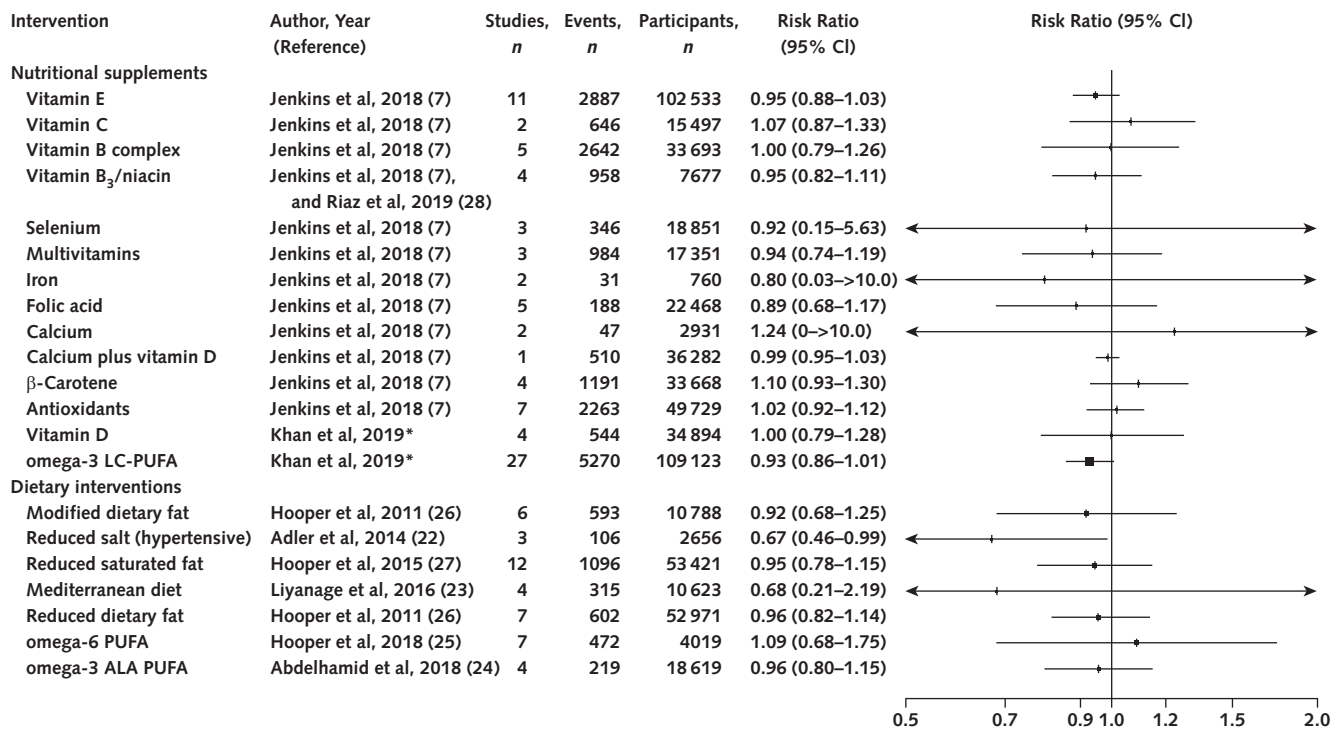 Intervention Author, Year Studies, Events, Participants, Risk Ratio Risk Ratio (95% CI)
(Reference) n n n (95% CI)
Nutritional supplements
Vitamin E Jenkins et al, 2018 (7) 11 2887 102 533 0.95 (0.88–1.03)
Vitamin C Jenkins et al, 2018 (7) 2 646 15 497 1.07 (0.87–1.33)
Vitamin B complex Jenkins et al, 2018 (7) 5 2642 33 693 1.00 (0.79–1.26)
Vitamin B3/niacin Jenkins et al, 2018 (7), 4 958 7677 0.95 (0.82–1.11)
and Riaz et al, 2019 (28)
Selenium Jenkins et al, 2018 (7) 3 346 18 851 0.92 (0.15–5.63)
Multivitamins Jenkins et al, 2018 (7) 3 984 17 351 0.94 (0.74–1.19)
Iron Jenkins et al, 2018 (7) 2 31 760 0.80 (0.03–>10.0)
Folic acid Jenkins et al, 2018 (7) 5 188 22 468 0.89 (0.68–1.17)
Calcium Jenkins et al, 2018 (7) 2 47 2931 1.24 (0–>10.0)
Calcium plus vitamin D Jenkins et al, 2018 (7) 1 510 36 282 0.99 (0.95–1.03)
β-Carotene Jenkins et al, 2018 (7) 4 1191 33 668 1.10 (0.93–1.30)
Antioxidants Jenkins et al, 2018 (7) 7 2263 49 729 1.02 (0.92–1.12)
Vitamin D Khan et al, 2019* 4 544 34 894 1.00 (0.79–1.28)
omega-3 LC-PUFA Khan et al, 2019* 27 5270 109 123 0.93 (0.86–1.01)
Dietary interventions
Modified dietary fat Hooper et al, 2011 (26) 6 593 10 788 0.92 (0.68–1.25)
Reduced salt (hypertensive) Adler et al, 2014 (22) 3 106 2656 0.67 (0.46–0.99)
Reduced saturated fat Hooper et al, 2015 (27) 12 1096 53 421 0.95 (0.78–1.15)
Mediterranean diet Liyanage et al, 2016 (23) 4 315 10 623 0.68 (0.21–2.19)
Reduced dietary fat Hooper et al, 2011 (26) 7 602 52 971 0.96 (0.82–1.14)
omega-6 PUFA Hooper et al, 2018 (25) 7 472 4019 1.09 (0.68–1.75)
omega-3 ALA PUFA Abdelhamid et al, 2018 (24) 4 219 18 619 0.96 (0.80–1.15)
0.5 0.7 0.9 1.0 1.2 1.5 2.0